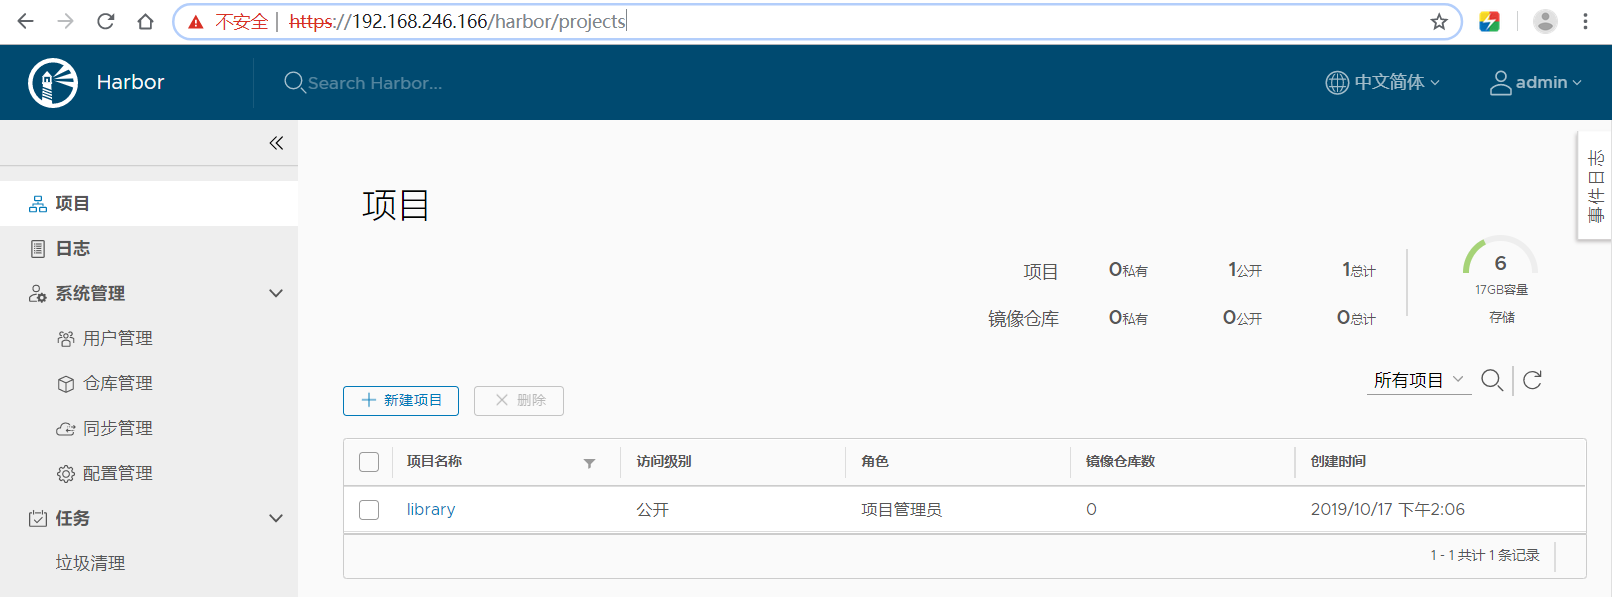 不安全 | https://192.168.246.166/harbor/projects
Harbor
Search Harbor...
中文简体
admin
事件日志
项目
日志
系统管理
用户管理
仓库管理
同步管理
配置管理
任务
垃圾清理
项目
项目 0私有 1公开 1总计
镜像仓库 0私有 0公开 0总计
6
17GB容量
存储
所有项目
新建项目
删除
项目名称 访问级别 角色 镜像仓库数 创建时间
library 公开 项目管理员 0 2019/10/17 下午2:06
1 - 1 共计 1 条记录